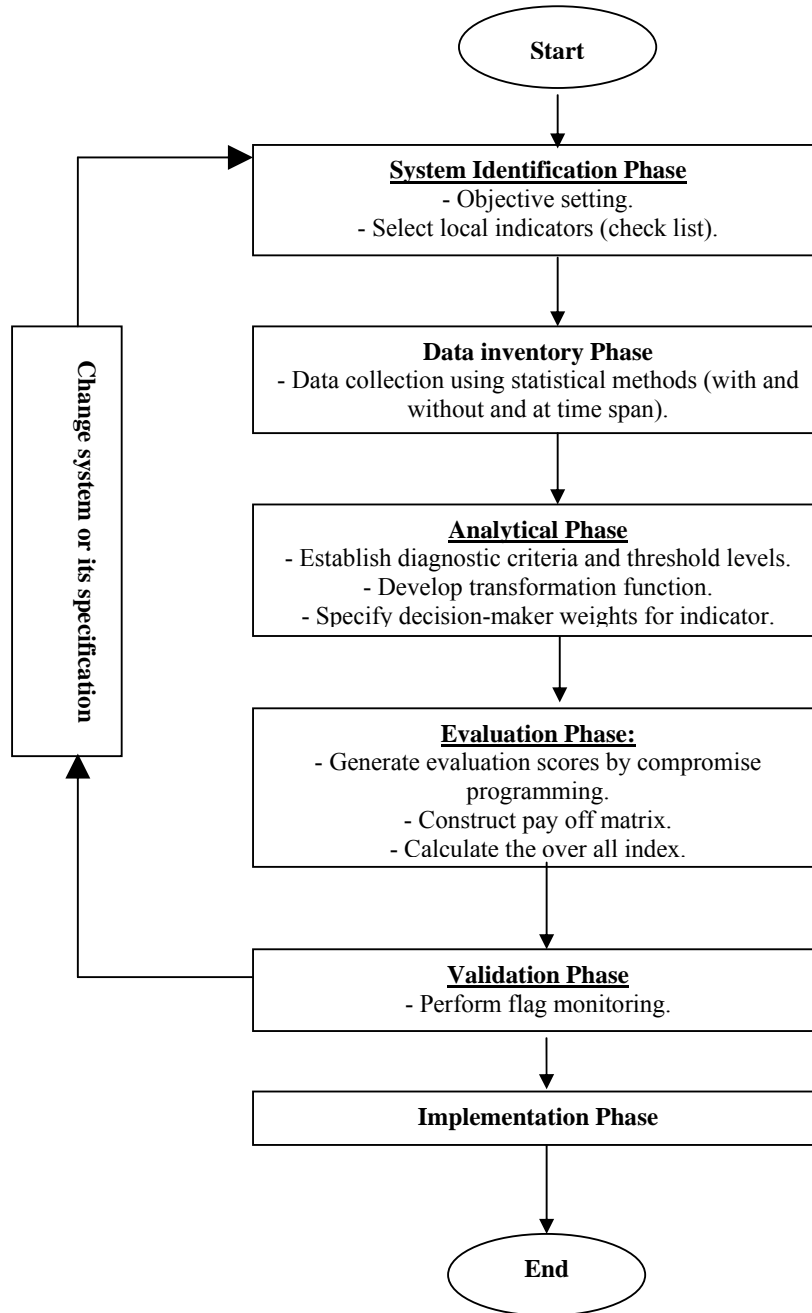 Start
System Identification Phase
- Objective setting.
- Select local indicators (check list).
Change system or its specification
Data inventory Phase
- Data collection using statistical methods (with and
without and at time span).
Analytical Phase
- Establish diagnostic criteria and threshold levels.
- Develop transformation function.
- Specify decision-maker weights for indicator.
Evaluation Phase:
- Generate evaluation scores by compromise
programming.
- Construct pay off matrix.
- Calculate the over all index.
Validation Phase
- Perform flag monitoring.
Implementation Phase
End